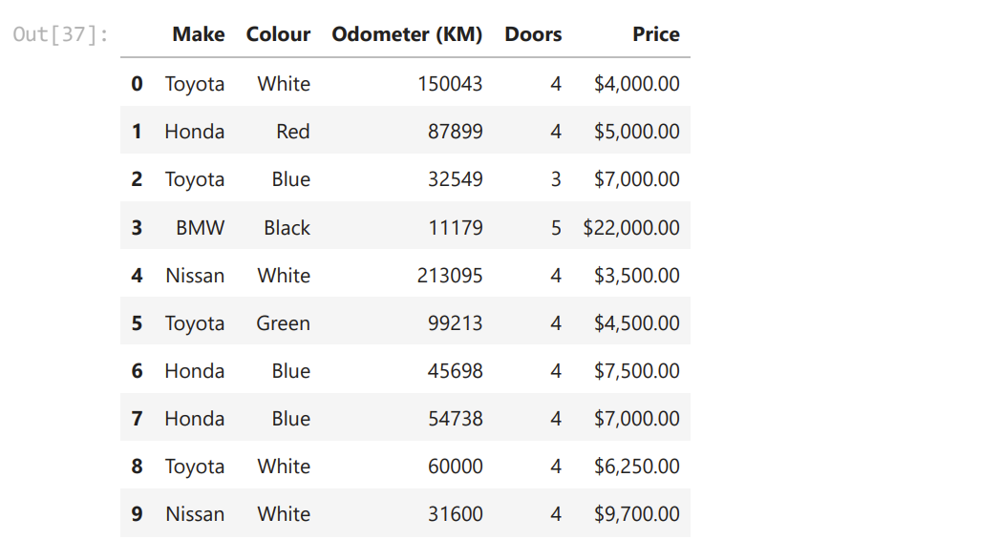 Out[37]: Make Colour Odometer (KM) Doors Price
0 Toyota White 150043 4 $4,000.00
1 Honda Red 87899 4 $5,000.00
2 Toyota Blue 32549 3 $7,000.00
3 BMW Black 11179 5 $22,000.00
4 Nissan White 213095 4 $3,500.00
5 Toyota Green 99213 4 $4,500.00
6 Honda Blue 45698 4 $7,500.00
7 Honda Blue 54738 4 $7,000.00
8 Toyota White 60000 4 $6,250.00
9 Nissan White 31600 4 $9,700.00